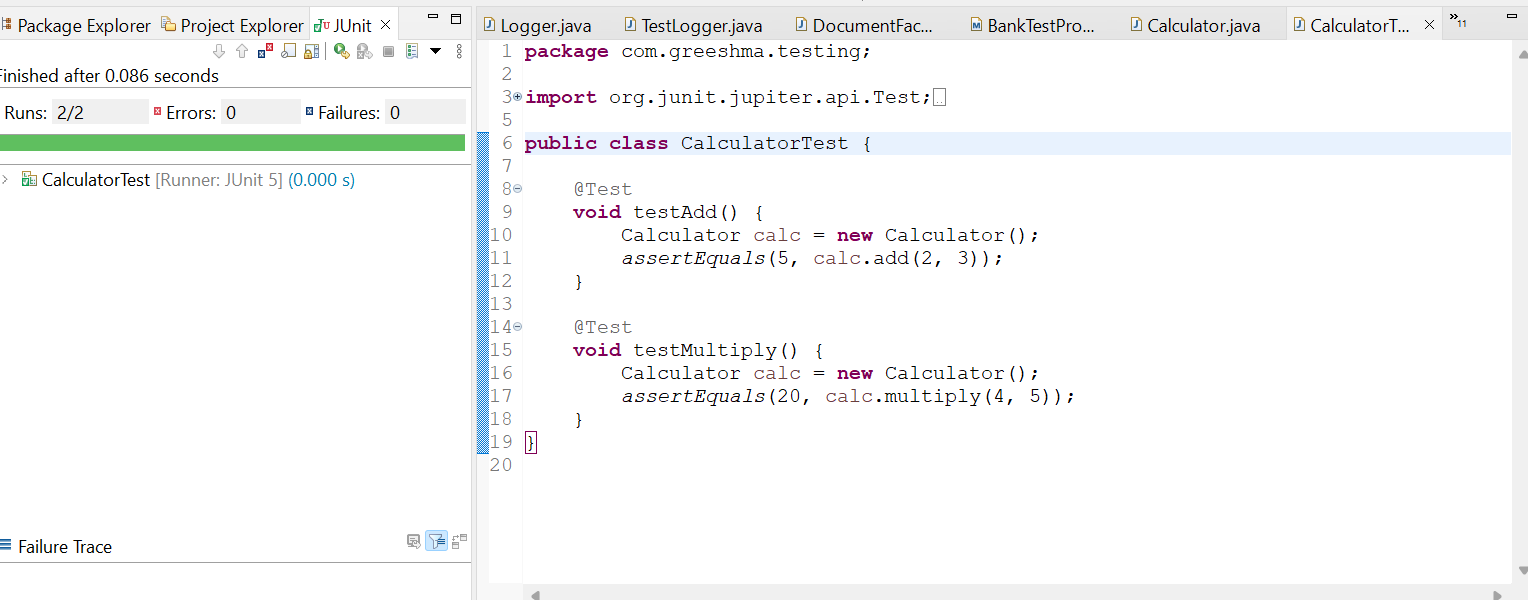 Package Explorer Project Explorer JUnit
Finished after 0.086 seconds
Runs: 2/2 Errors: 0 Failures: 0
CalculatorTest [Runner: JUnit 5] (0.000 s)
Failure Trace
Logger.java TestLogger.java DocumentFac... BankTestPro... Calculator.java CalculatorT... »11
1 package com.greeshma.testing;
2
3 import org.junit.jupiter.api.Test;
5
6 public class CalculatorTest {
7
8     @Test
9     void testAdd() {
10         Calculator calc = new Calculator();
11         assertEquals(5, calc.add(2, 3));
12     }
13
14     @Test
15     void testMultiply() {
16         Calculator calc = new Calculator();
17         assertEquals(20, calc.multiply(4, 5));
18     }
19 }
20